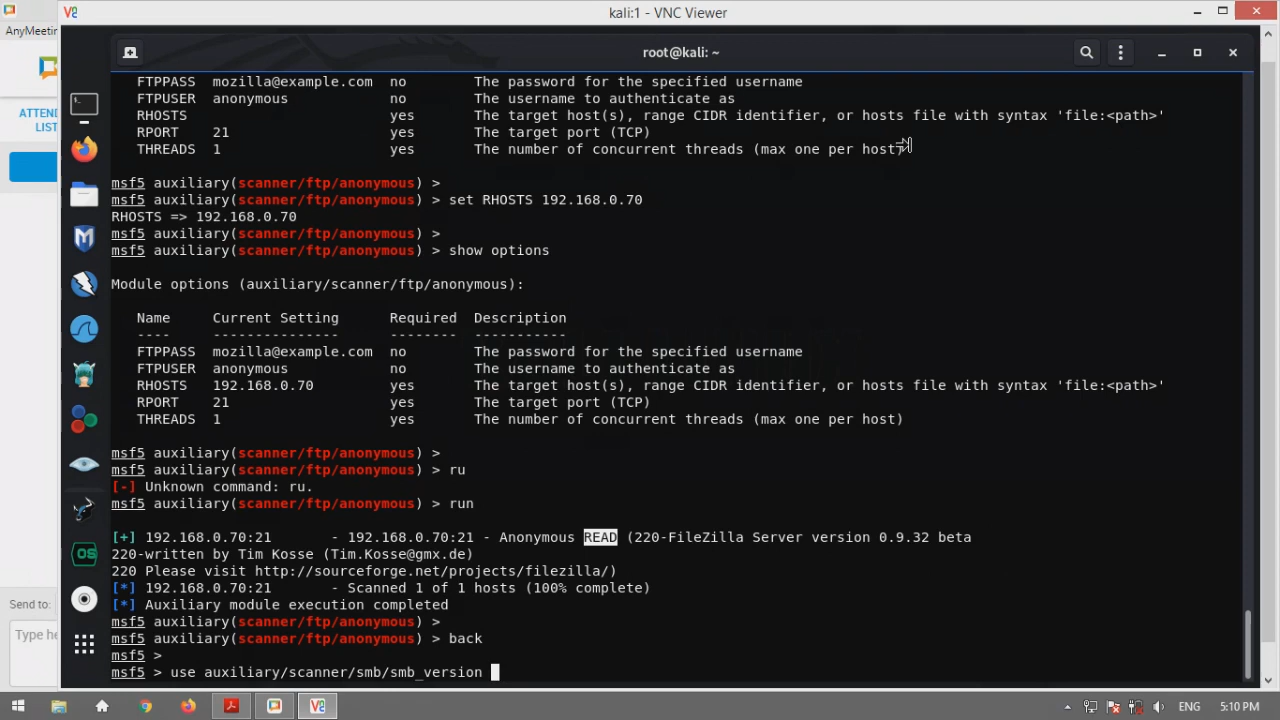 kali:1 - VNC Viewer
AnyMeetin
root@kali: ~
ATTEND
LIST
FTPPASS mozilla@example.com no The password for the specified username
FTPUSER anonymous no The username to authenticate as
RHOSTS yes The target host(s), range CIDR identifier, or hosts file with syntax 'file:<path>'
RPORT 21 yes The target port (TCP)
THREADS 1 yes The number of concurrent threads (max one per host)
msf5 auxiliary(scanner/ftp/anonymous) >
msf5 auxiliary(scanner/ftp/anonymous) > set RHOSTS 192.168.0.70
RHOSTS => 192.168.0.70
msf5 auxiliary(scanner/ftp/anonymous) >
msf5 auxiliary(scanner/ftp/anonymous) > show options
Module options (auxiliary/scanner/ftp/anonymous):
Name Current Setting Required Description
---- --------------- -------- -----------
FTPPASS mozilla@example.com no The password for the specified username
FTPUSER anonymous no The username to authenticate as
RHOSTS 192.168.0.70 yes The target host(s), range CIDR identifier, or hosts file with syntax 'file:<path>'
RPORT 21 yes The target port (TCP)
THREADS 1 yes The number of concurrent threads (max one per host)
msf5 auxiliary(scanner/ftp/anonymous) >
msf5 auxiliary(scanner/ftp/anonymous) > ru
[-] Unknown command: ru.
msf5 auxiliary(scanner/ftp/anonymous) > run
[+] 192.168.0.70:21 - 192.168.0.70:21 - Anonymous READ (220-FileZilla Server version 0.9.32 beta
220-written by Tim Kosse (Tim.Kosse@gmx.de)
220 Please visit http://sourceforge.net/projects/filezilla/)
[*] 192.168.0.70:21 - Scanned 1 of 1 hosts (100% complete)
[*] Auxiliary module execution completed
msf5 auxiliary(scanner/ftp/anonymous) >
msf5 auxiliary(scanner/ftp/anonymous) > back
msf5 >
msf5 > use auxiliary/scanner/smb/smb_version
Send to:
Type he
ENG 5:10 PM